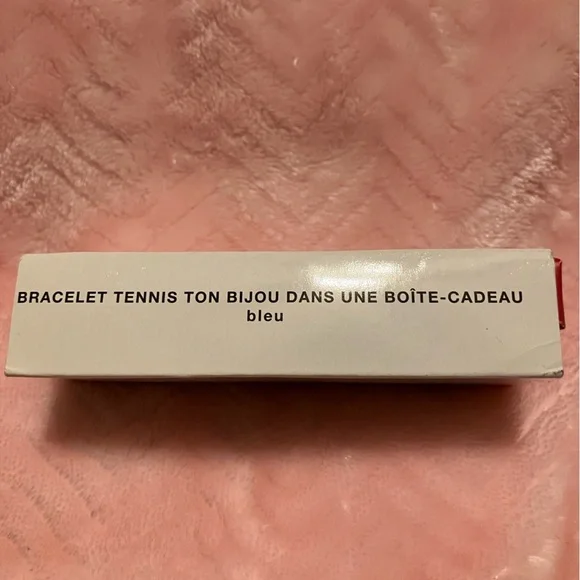 BRACELET TENNIS TON BIJOU DANS UNE BOÎTE-CADEAU
bleu